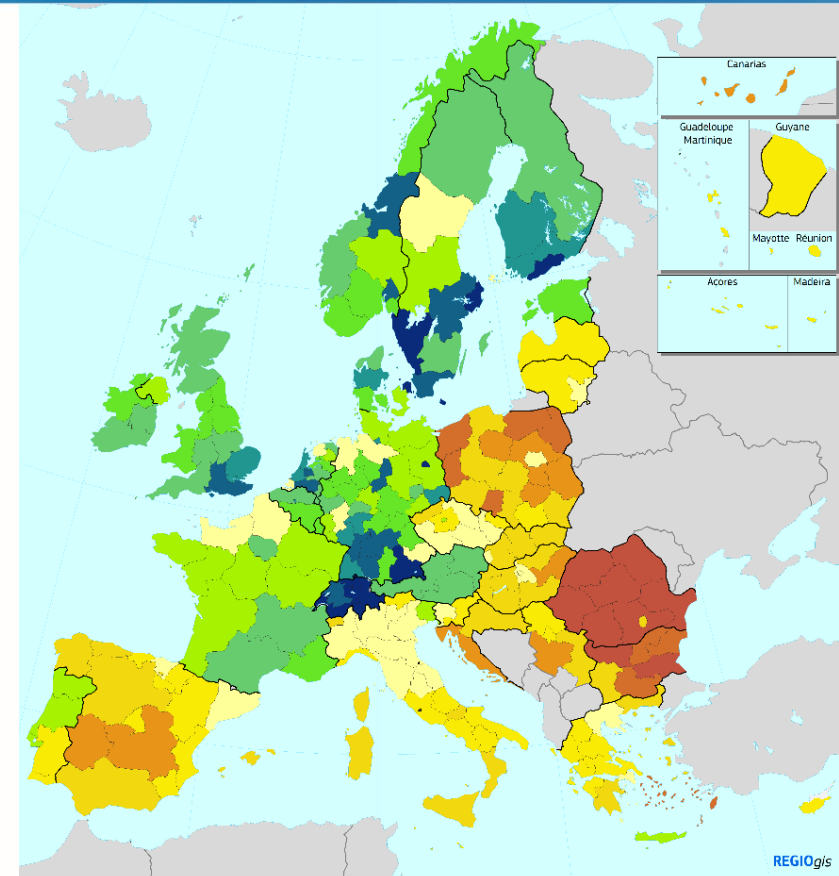 Canarias
Guadeloupe
Martinique
Guyane
Mayotte
Réunion
Açores
Madeira
REGIOgis